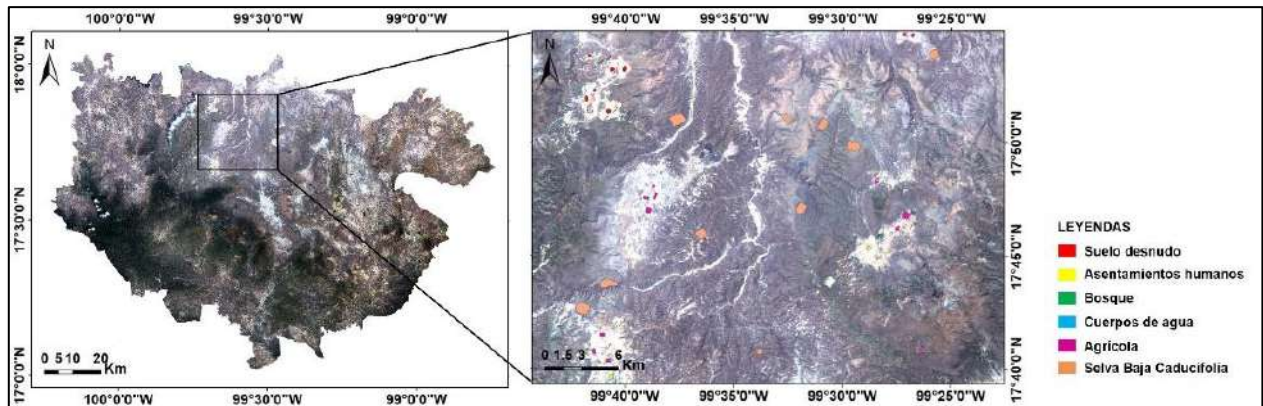 100°0'0"W 99°30'0"W 99°0'0"W
99°40'0"W 99°35'0"W 99°30'0"W 99°25'0"W
N
N
18°0'0"N
17°30'0"N
17°0'0"N
17°50'0"N
17°45'0"N
17°40'0"N
0 5 10 20
Km
0 1.5 3 6
Km
100°0'0"W 99°30'0"W 99°0'0"W
99°40'0"W 99°35'0"W 99°30'0"W 99°25'0"W
LEYENDAS
Suelo desnudo
Asentamientos humanos
Bosque
Cuerpos de agua
Agrícola
Selva Baja Caducifolia